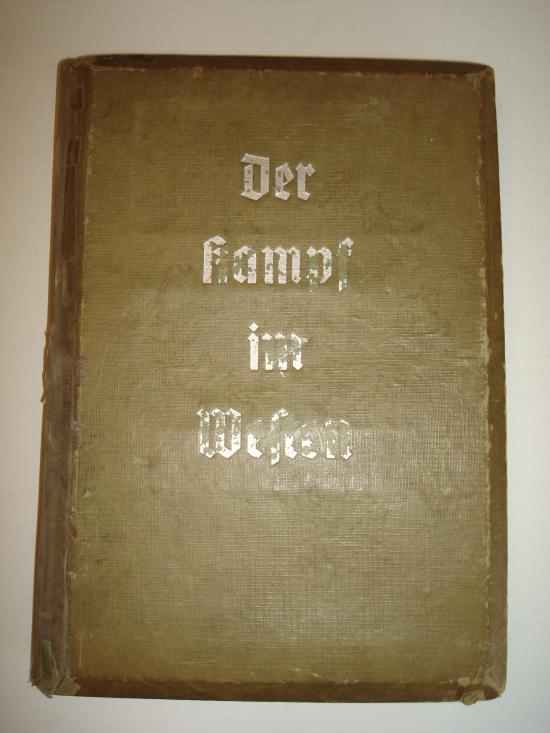 Der
Kampf
im
Westen